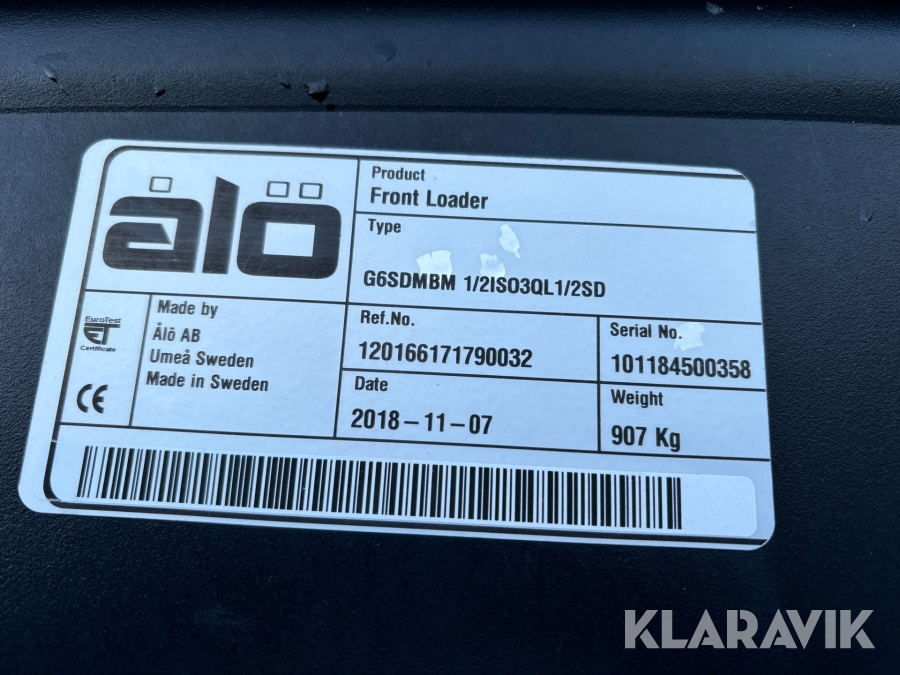 ålö
Product
Front Loader
Type
G6SDMBM 1/2ISO3QL1/2SD
EuroTest
ET
Certificate
CE
Made by
Ålö AB
Umeå Sweden
Made in Sweden
Ref.No.
120166171790032
Serial No.
101184500358
Date
2018-11-07
Weight
907 Kg
KLARAVIK